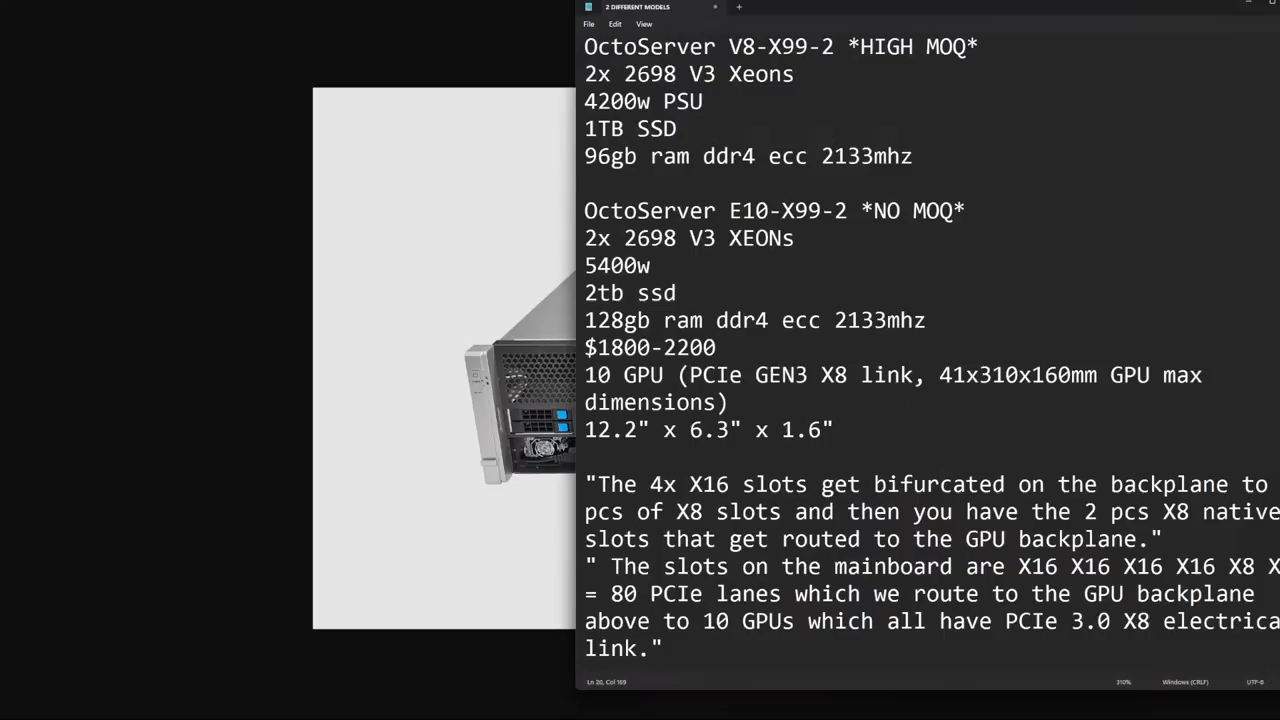 2 DIFFERENT MODELS
File Edit View
OctoServer V8-X99-2 *HIGH MOQ*
2x 2698 V3 Xeons
4200w PSU
1TB SSD
96gb ram ddr4 ecc 2133mhz
OctoServer E10-X99-2 *NO MOQ*
2x 2698 V3 XEONs
5400w
2tb ssd
128gb ram ddr4 ecc 2133mhz
$1800-2200
10 GPU (PCIe GEN3 X8 link, 41x310x160mm GPU max
dimensions)
12.2" x 6.3" x 1.6"
"The 4x X16 slots get bifurcated on the backplane to
pcs of X8 slots and then you have the 2 pcs X8 native
slots that get routed to the GPU backplane."
" The slots on the mainboard are X16 X16 X16 X16 X8 X
= 80 PCIe lanes which we route to the GPU backplane
above to 10 GPUs which all have PCIe 3.0 X8 electrica
link."
Ln 20, Col 169 310% Windows (CRLF) UTF-8